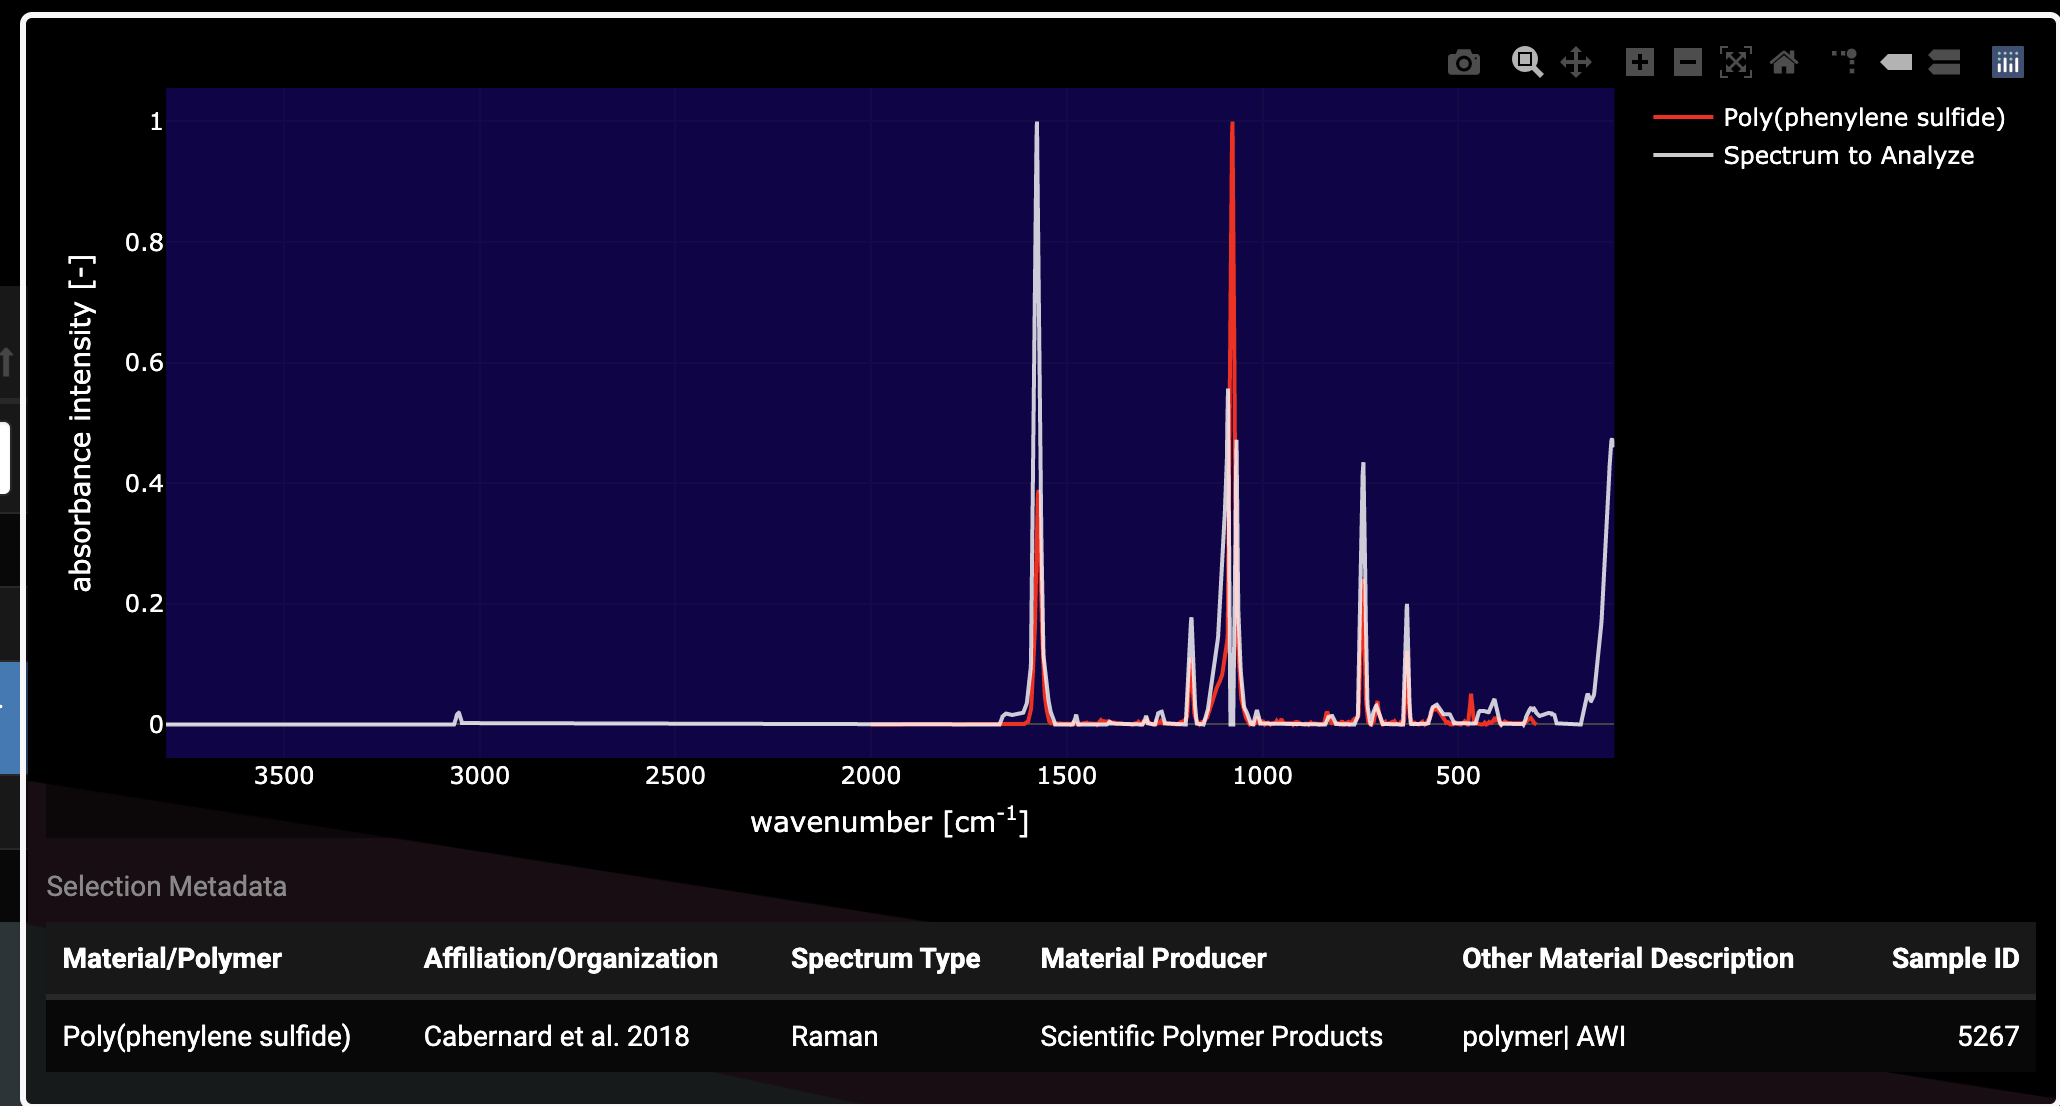 Poly(phenylene sulfide)
Spectrum to Analyze
1
0.8
0.6
0.4
0.2
0
absorbance intensity [-]
3500 3000 2500 2000 1500 1000 500
wavenumber [cm⁻¹]
Selection Metadata
Material/Polymer Affiliation/Organization Spectrum Type Material Producer Other Material Description Sample ID
Poly(phenylene sulfide) Cabernard et al. 2018 Raman Scientific Polymer Products polymer| AWI 5267